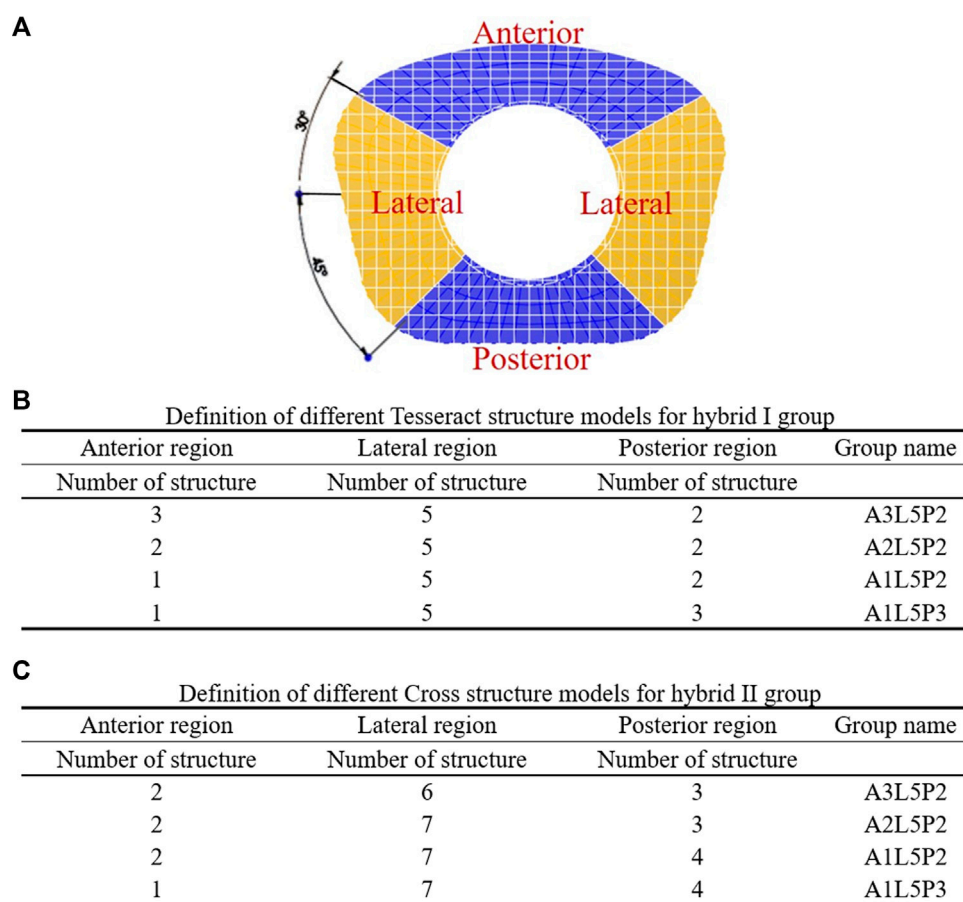 A
Anterior
30°
Lateral Lateral
45°
Posterior
B
Definition of different Tesseract structure models for hybrid I group
Anterior region Lateral region Posterior region Group name
Number of structure Number of structure Number of structure
3 5 2 A3L5P2
2 5 2 A2L5P2
1 5 2 A1L5P2
1 5 3 A1L5P3
C
Definition of different Cross structure models for hybrid II group
Anterior region Lateral region Posterior region Group name
Number of structure Number of structure Number of structure
2 6 3 A3L5P2
2 7 3 A2L5P2
2 7 4 A1L5P2
1 7 4 A1L5P3